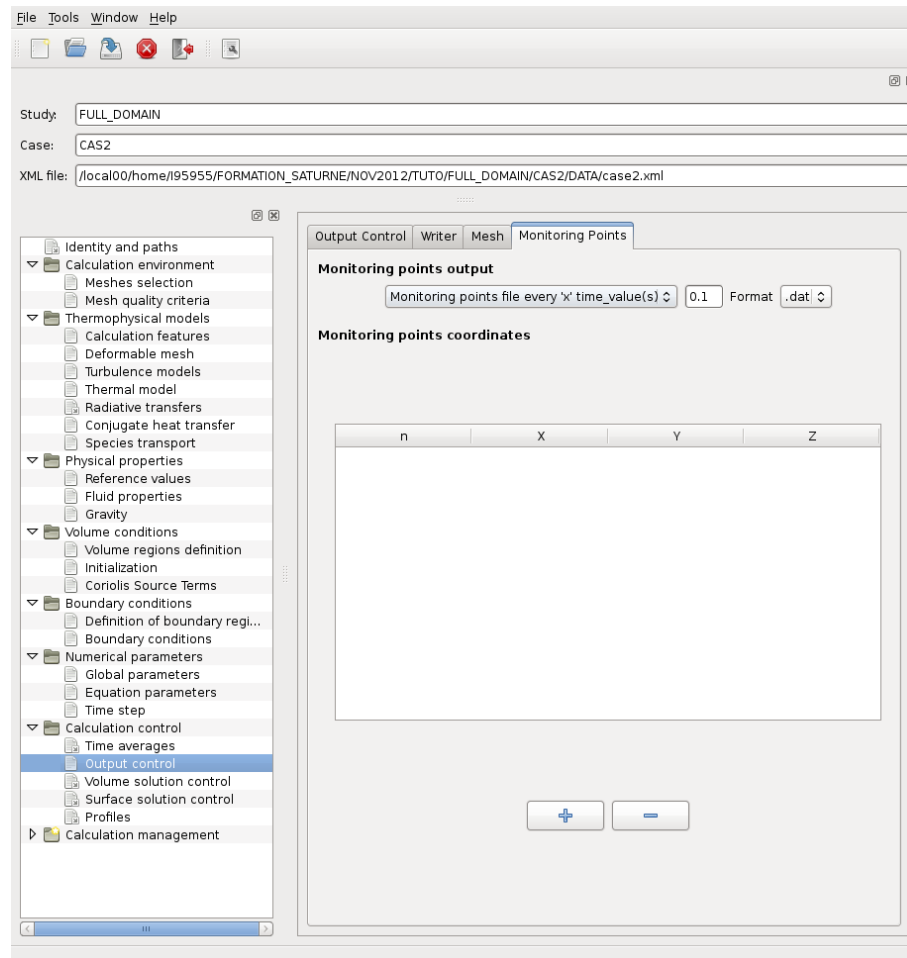 File Tools Window Help
Study: FULL_DOMAIN
Case: CAS2
XML file: /local00/home/I95955/FORMATION_SATURNE/NOV2012/TUTO/FULL_DOMAIN/CAS2/DATA/case2.xml
Identity and paths
Calculation environment
Meshes selection
Mesh quality criteria
Thermophysical models
Calculation features
Deformable mesh
Turbulence models
Thermal model
Radiative transfers
Conjugate heat transfer
Species transport
Physical properties
Reference values
Fluid properties
Gravity
Volume conditions
Volume regions definition
Initialization
Coriolis Source Terms
Boundary conditions
Definition of boundary regi...
Boundary conditions
Numerical parameters
Global parameters
Equation parameters
Time step
Calculation control
Time averages
Output control
Volume solution control
Surface solution control
Profiles
Calculation management
Output Control Writer Mesh Monitoring Points
Monitoring points output
Monitoring points file every 'x' time_value(s) 0.1 Format .dat
Monitoring points coordinates
n X Y Z